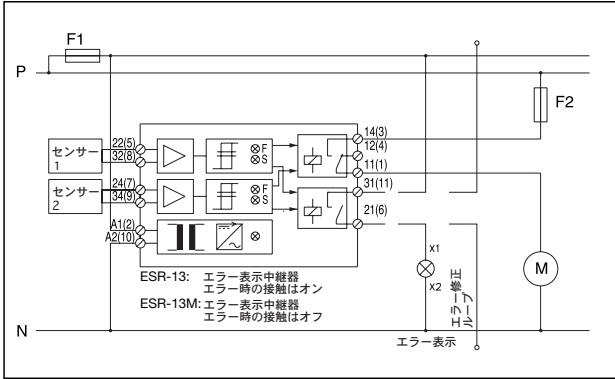 F1
P
F2
14(3)
12(4)
11(1)
31(11)
21(6)
センサー
1
22(5)
32(8)
F
S
センサー
2
24(7)
34(9)
F
S
A1(2)
A2(10)
ESR-13: エラー表示中継器
エラー時の接触はオン
ESR-13M: エラー表示中継器
エラー時の接触はオフ
X1
X2
エラー修正
ループ
M
N
エラー表示